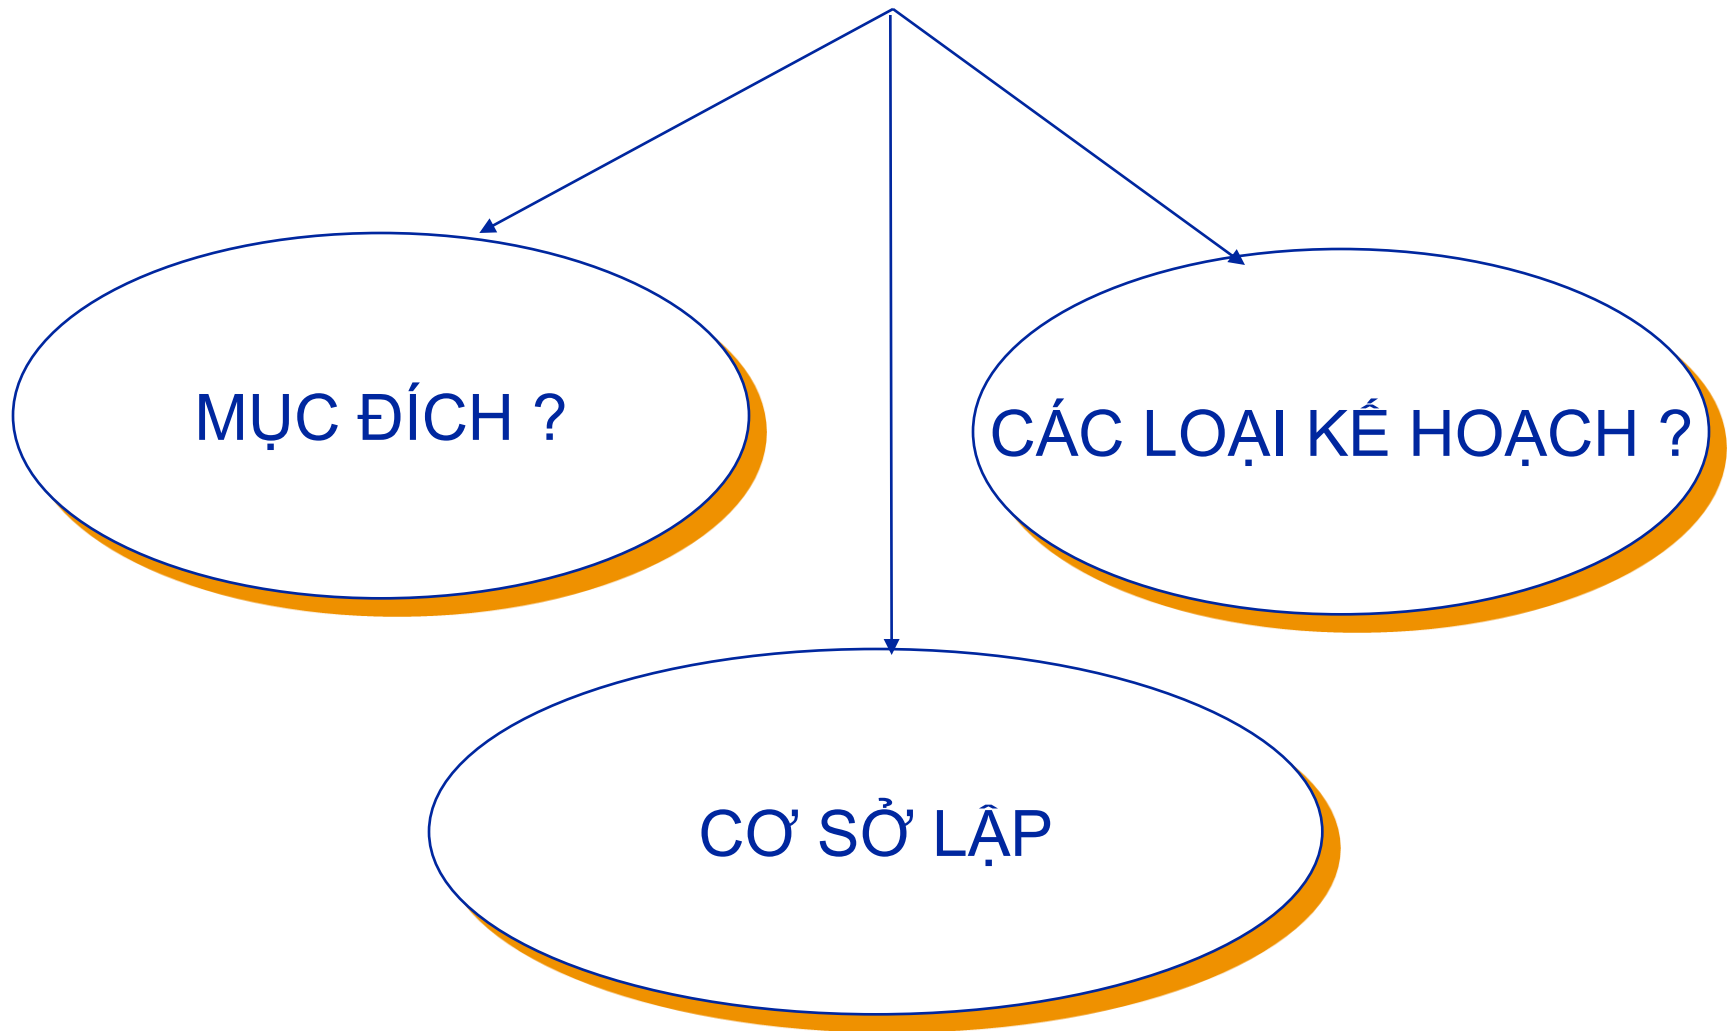 MỤC ĐÍCH ?
CÁC LOẠI KẾ HOẠCH ?
CƠ SỞ LẬP